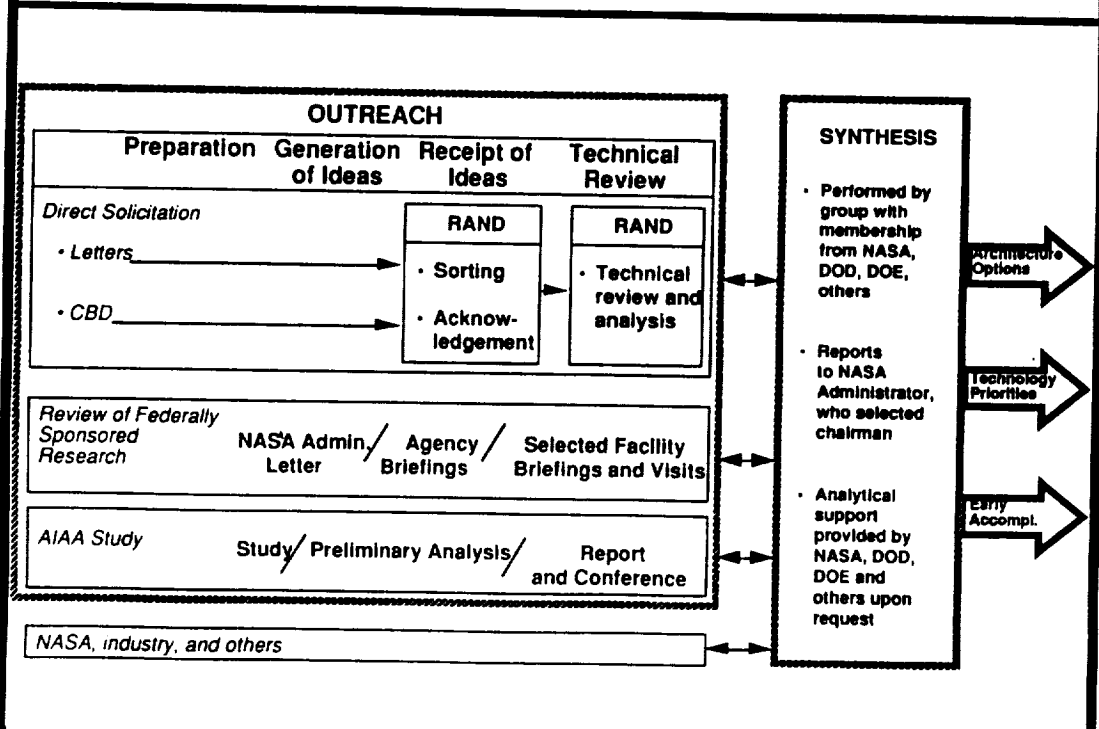 OUTREACH
Preparation Generation of Ideas Receipt of Ideas Technical Review
Direct Solicitation
• Letters
• CBD
RAND
• Sorting
• Acknow-
ledgement
RAND
• Technical
review and
analysis
Review of Federally
Sponsored
Research
NASA Admin.
Letter
/ Agency
Briefings
/ Selected Facility
Briefings and Visits
AIAA Study
Study / Preliminary Analysis / Report
and Conference
NASA, industry, and others
SYNTHESIS
• Performed by
group with
membership
from NASA,
DOD, DOE,
others
• Reports
to NASA
Administrator,
who selected
chairman
• Analytical
support
provided by
NASA, DOD,
DOE and
others upon
request
Architecture
Options
Technology
Priorities
Early
Accompl.